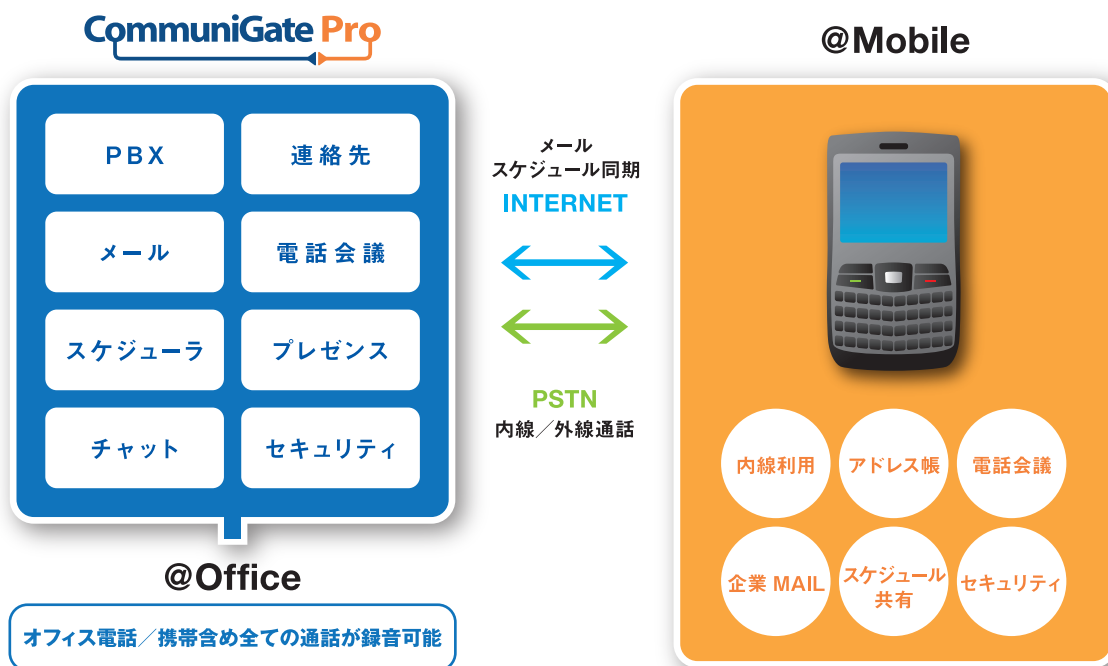 CommuniGate Pro
PBX
連絡先
メール
電話会議
スケジューラ
プレゼンス
チャット
セキュリティ
@Office
オフィス電話／携帯含め全ての通話が録音可能
メール
スケジュール同期
INTERNET
PSTN
内線／外線通話
@Mobile
内線利用
アドレス帳
電話会議
企業 MAIL
スケジュール
共有
セキュリティ